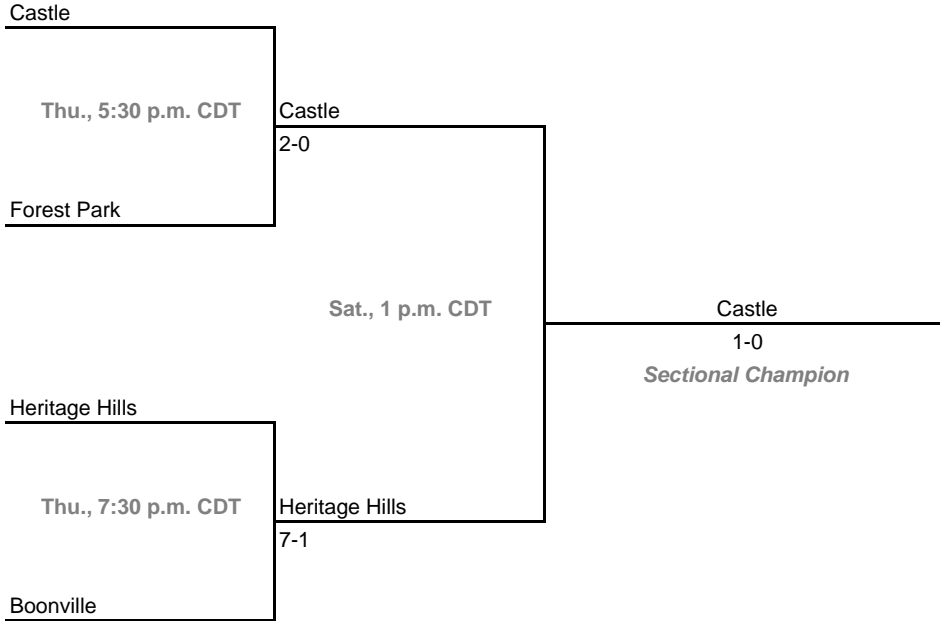 Castle
Thu., 5:30 p.m. CDT
Castle
2-0
Forest Park
Sat., 1 p.m. CDT
Castle
1-0
Sectional Champion
Heritage Hills
Thu., 7:30 p.m. CDT
Heritage Hills
7-1
Boonville